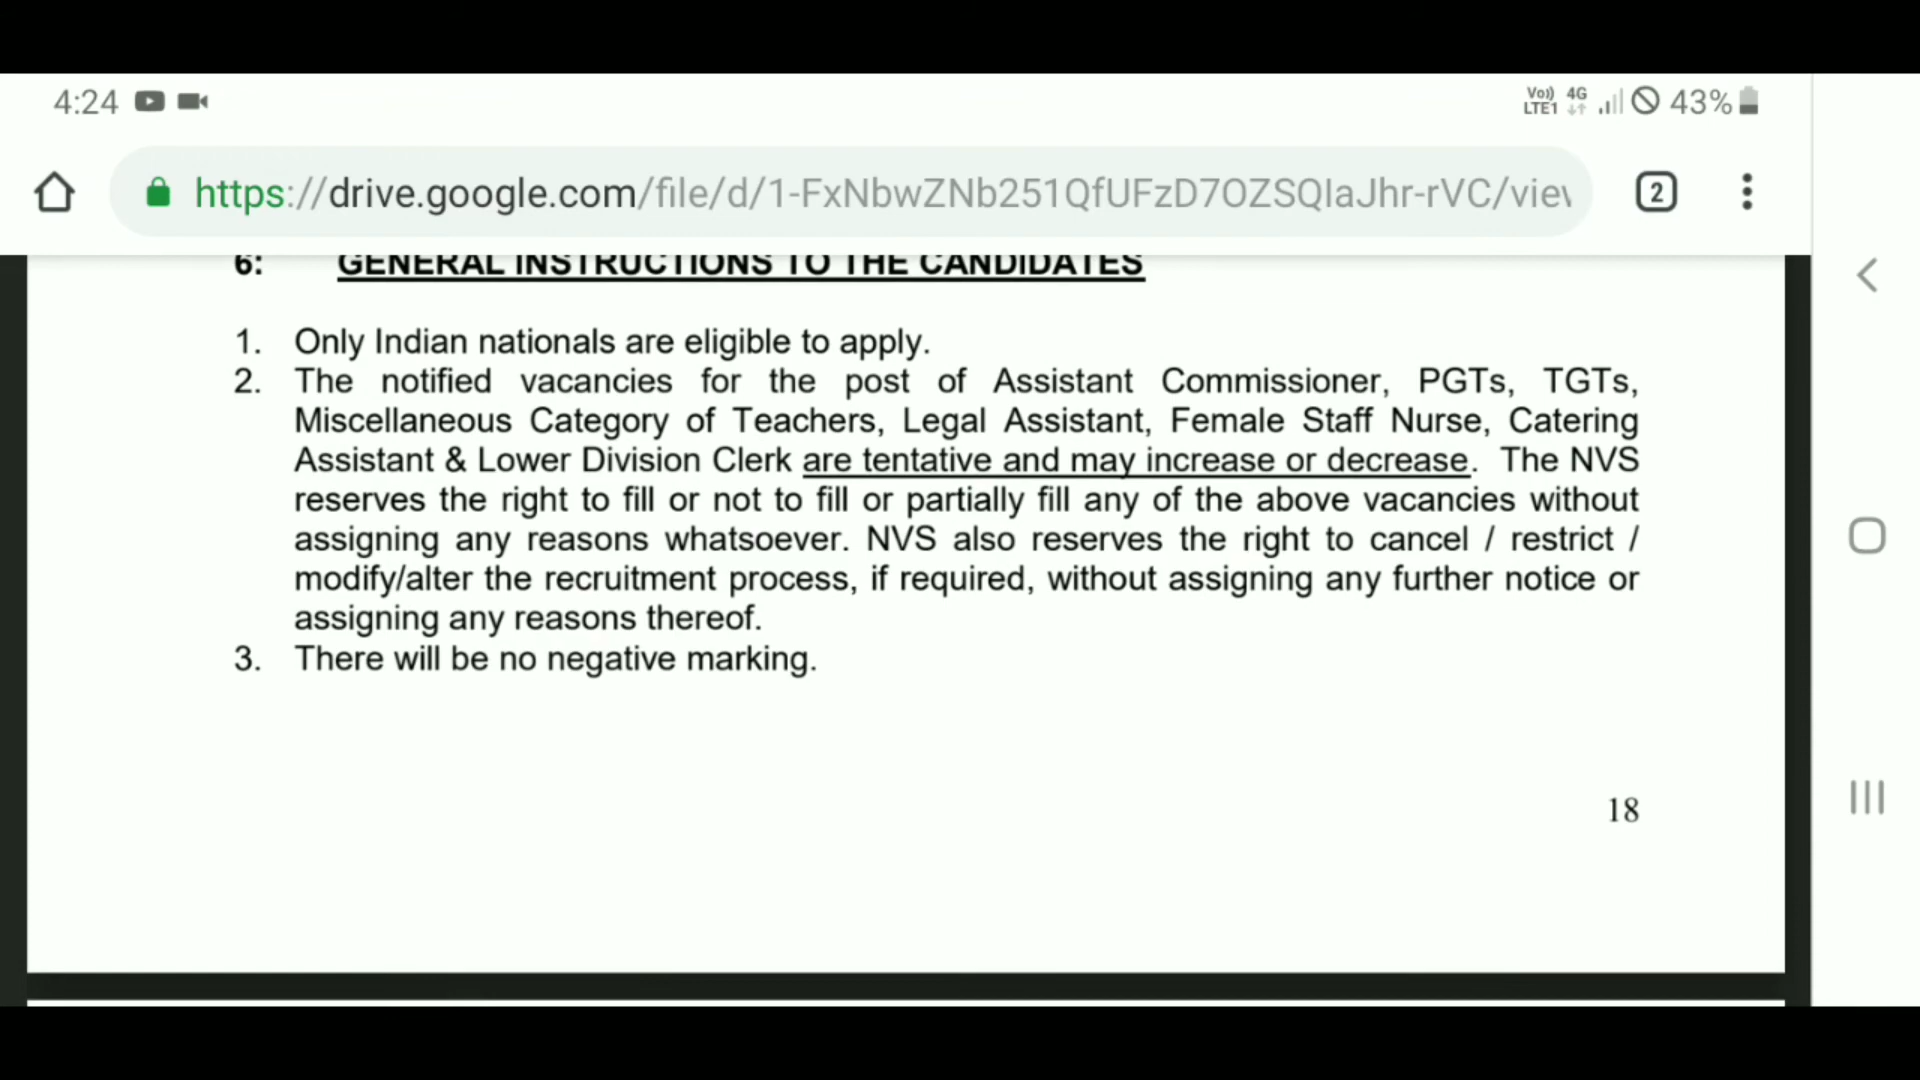 4:24
Vo)) 4G
LTE1
43%
https://drive.google.com/file/d/1-FxNbwZNb251QfUFzD7OZSQIaJhr-rVC/view
2
6: GENERAL INSTRUCTIONS TO THE CANDIDATES
1. Only Indian nationals are eligible to apply.
2. The notified vacancies for the post of Assistant Commissioner, PGTs, TGTs,
Miscellaneous Category of Teachers, Legal Assistant, Female Staff Nurse, Catering
Assistant & Lower Division Clerk are tentative and may increase or decrease. The NVS
reserves the right to fill or not to fill or partially fill any of the above vacancies without
assigning any reasons whatsoever. NVS also reserves the right to cancel / restrict /
modify/alter the recruitment process, if required, without assigning any further notice or
assigning any reasons thereof.
3. There will be no negative marking.
18